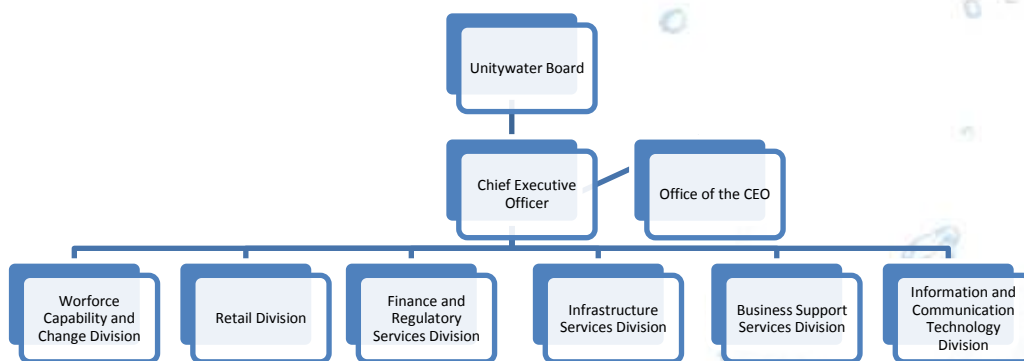 Unitywater Board
Chief Executive
Officer
Office of the CEO
Worforce
Capability and
Change Division
Retail Division
Finance and
Regulatory
Services Division
Infrastructure
Services Division
Business Support
Services Division
Information and
Communication
Technology
Division